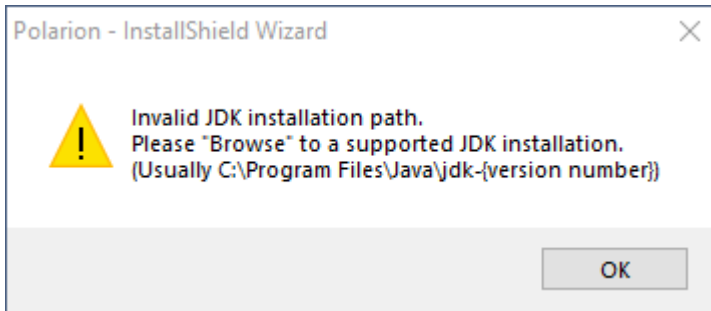 Polarion - InstallShield Wizard
Invalid JDK installation path.
Please "Browse" to a supported JDK installation.
(Usually C:\Program Files\Java\jdk-{version number})
OK